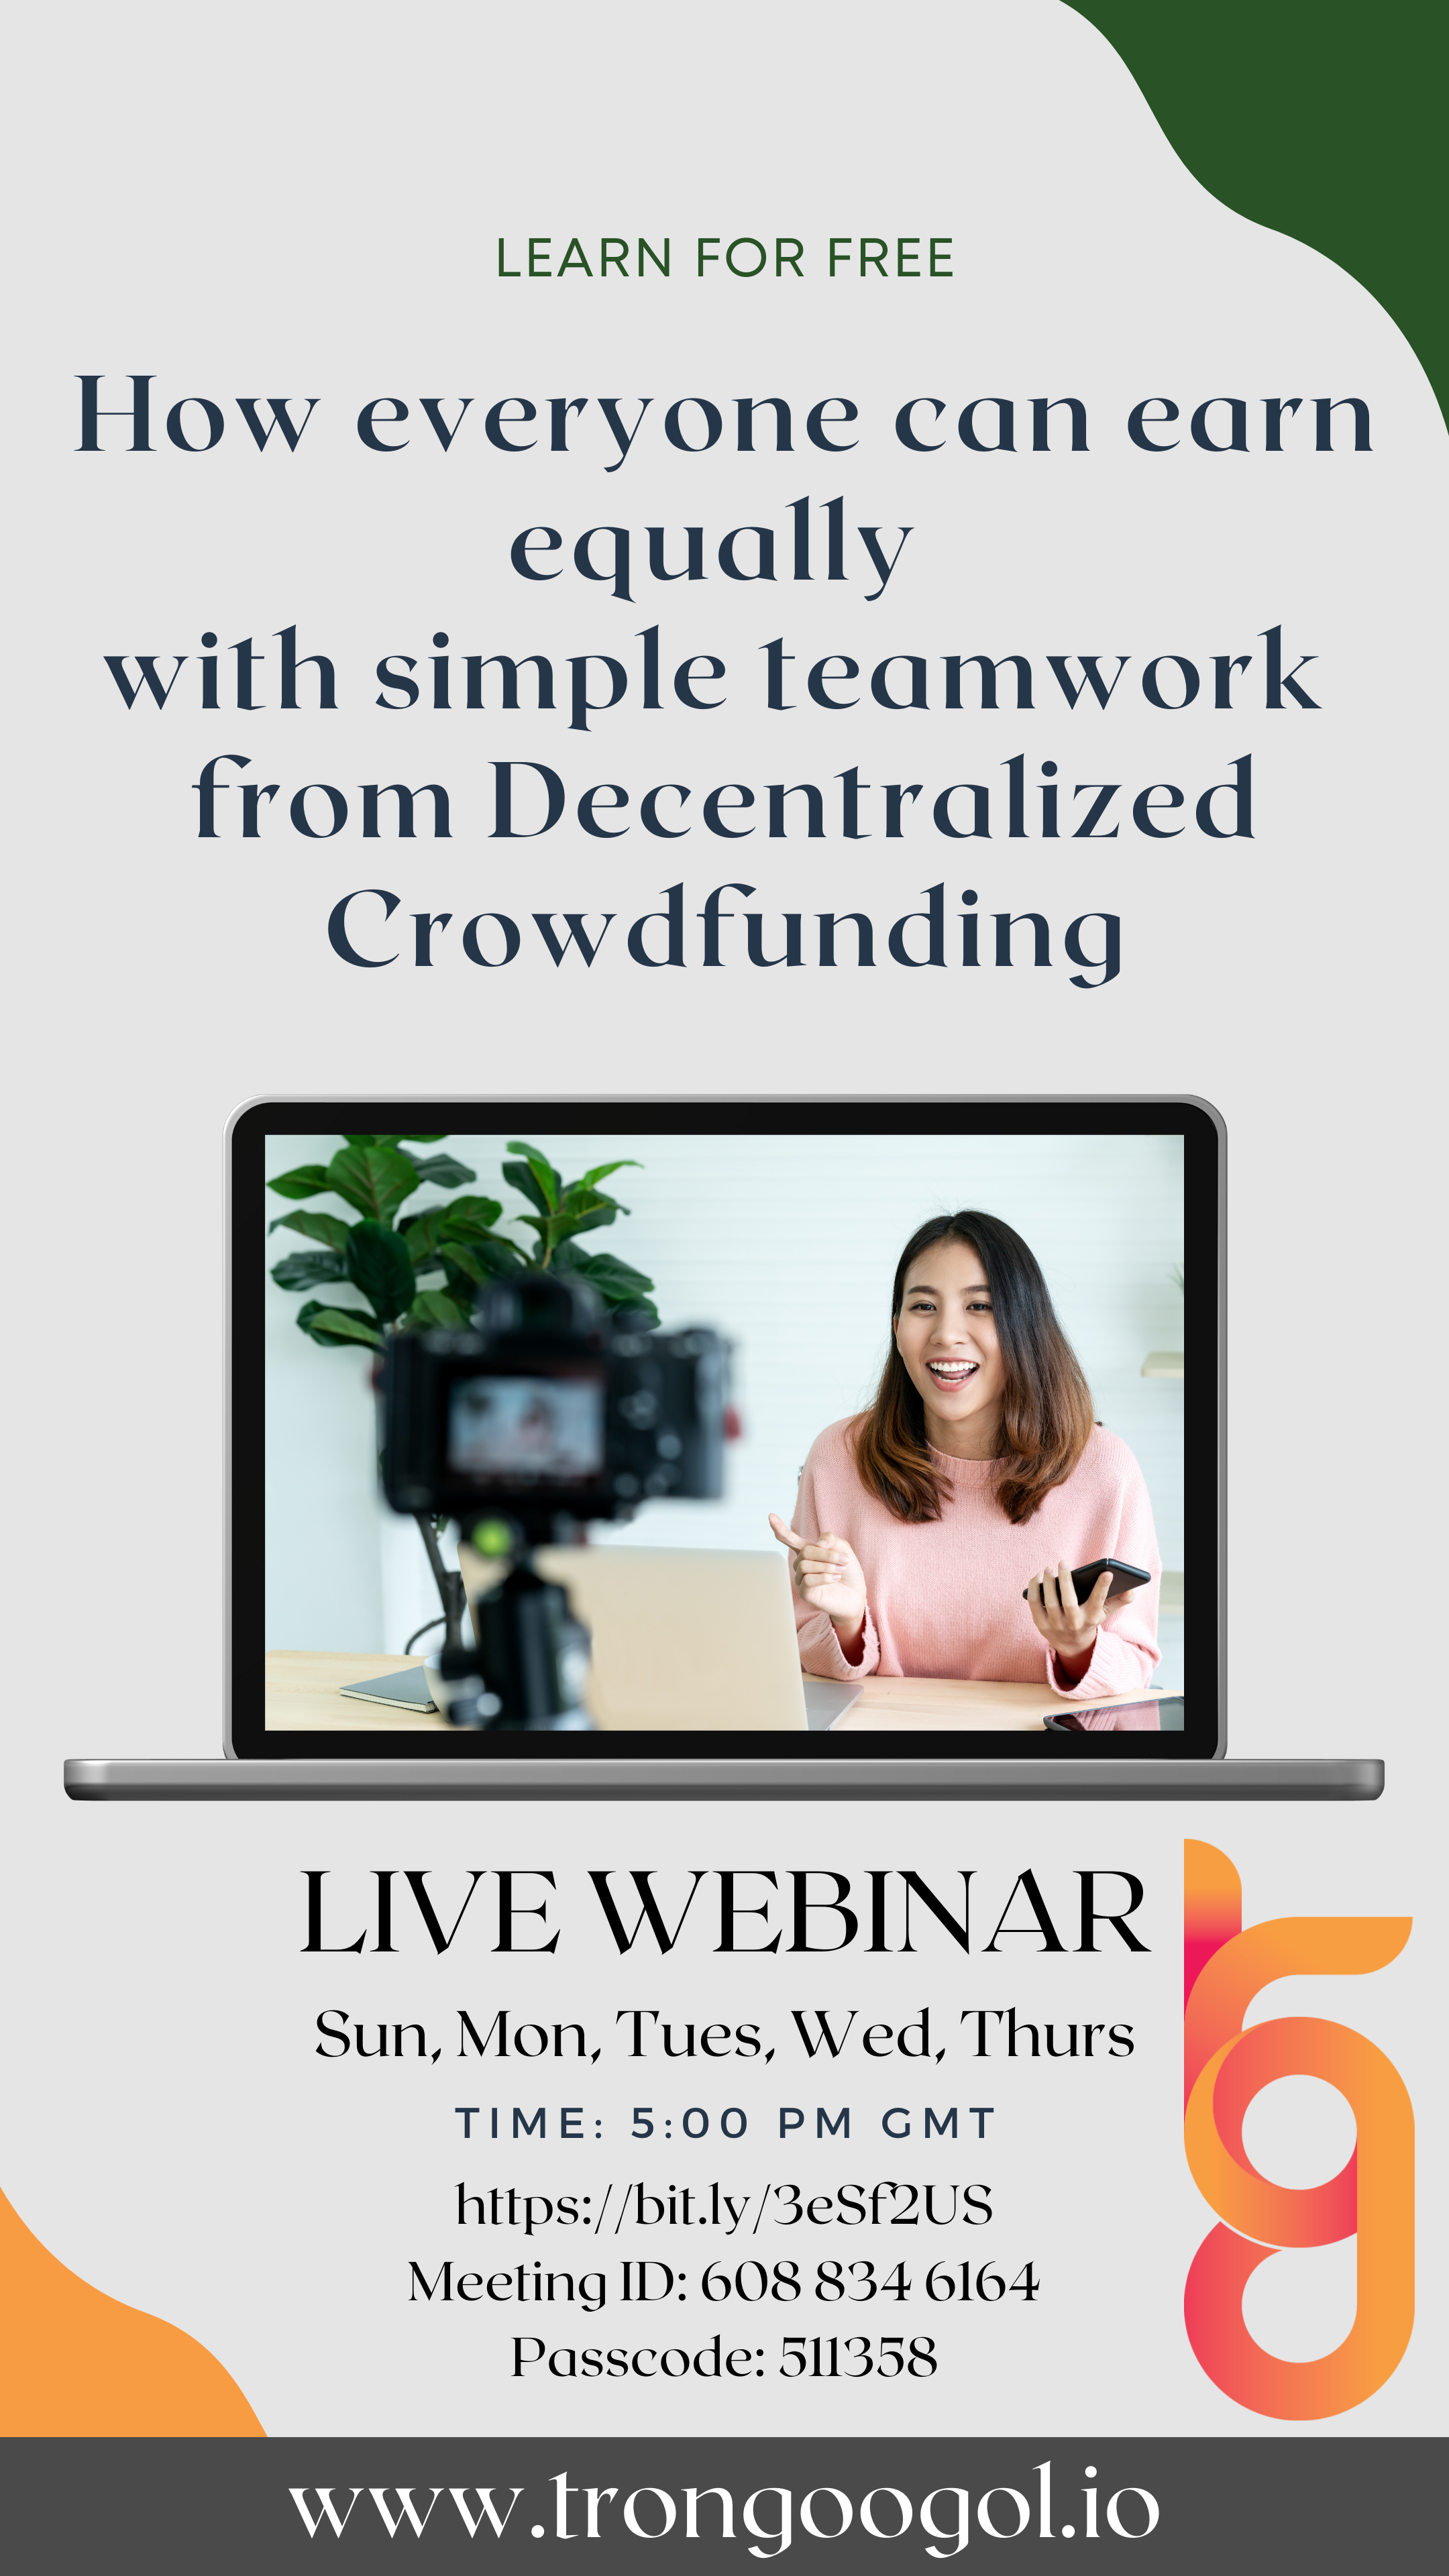 LEARN FOR FREE
How everyone can earn
equally
with simple teamwork
from Decentralized
Crowdfunding
LIVE WEBINAR
Sun, Mon, Tues, Wed, Thurs
TIME: 5:00 PM GMT
https://bit.ly/3eSf2US
Meeting ID: 608 834 6164
Passcode: 511358
www.trongoogol.io